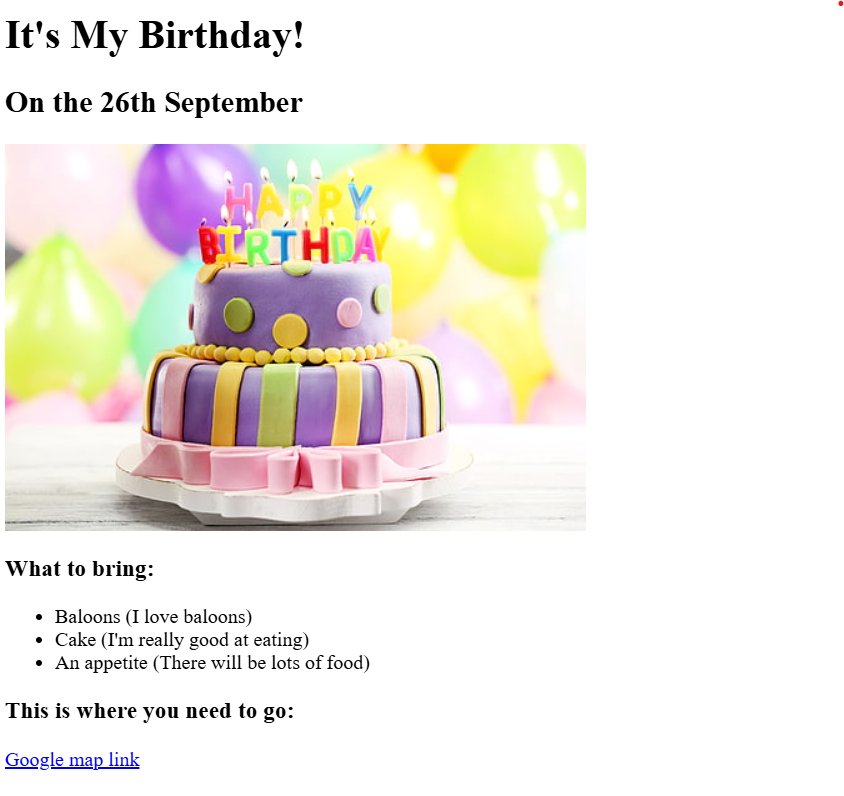 It's My Birthday!
On the 26th September
HAPPY
BIRTHDAY
What to bring:
Baloons (I love baloons)
Cake (I'm really good at eating)
An appetite (There will be lots of food)
This is where you need to go:
Google map link